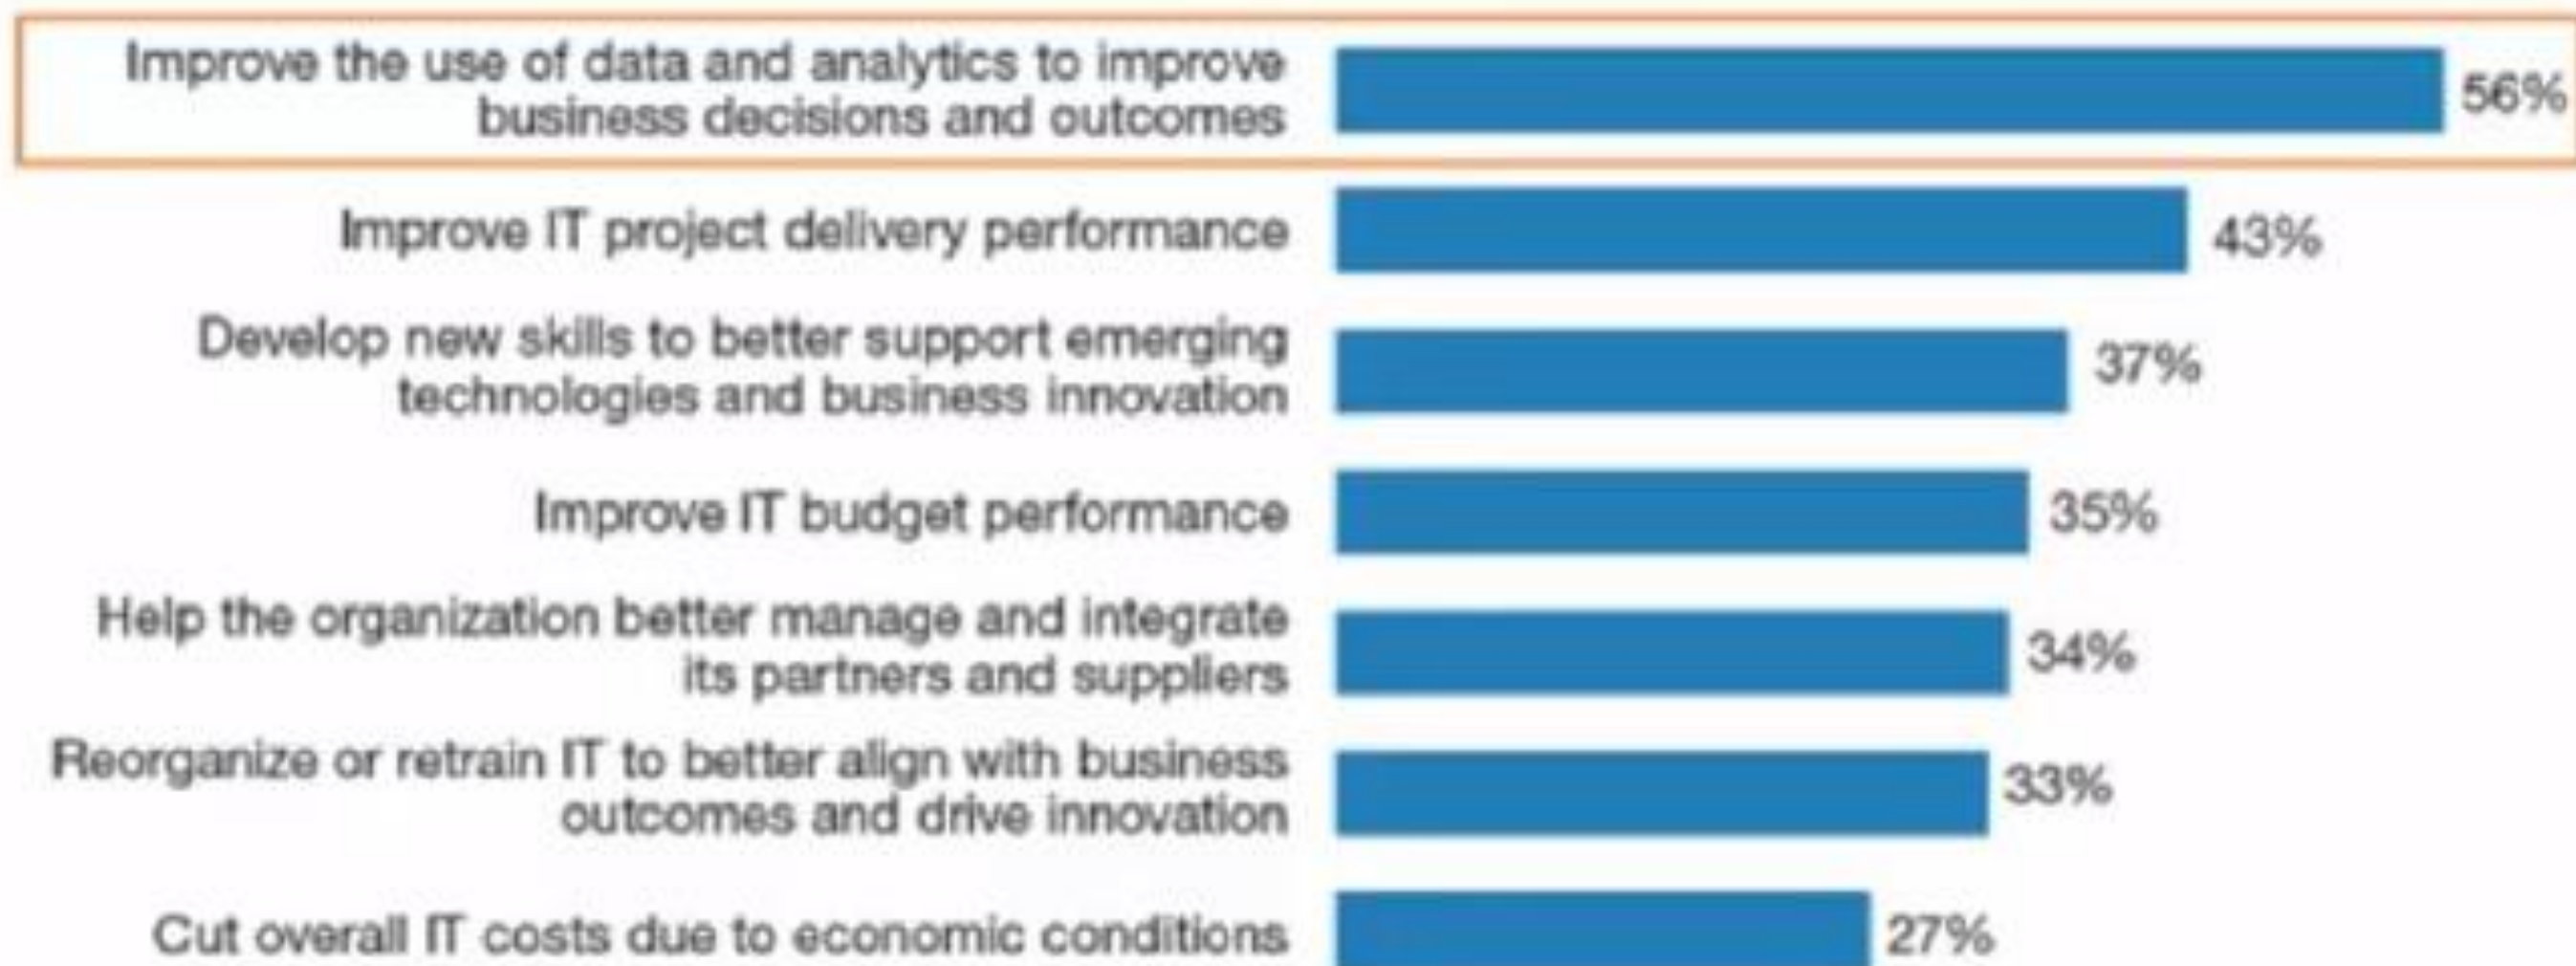 Improve the use of data and analytics to improve
business decisions and outcomes
56%
Improve IT project delivery performance
43%
Develop new skills to better support emerging
technologies and business innovation
37%
Improve IT budget performance
35%
Help the organization better manage and integrate
its partners and suppliers
34%
Reorganize or retrain IT to better align with business
outcomes and drive innovation
33%
Cut overall IT costs due to economic conditions
27%